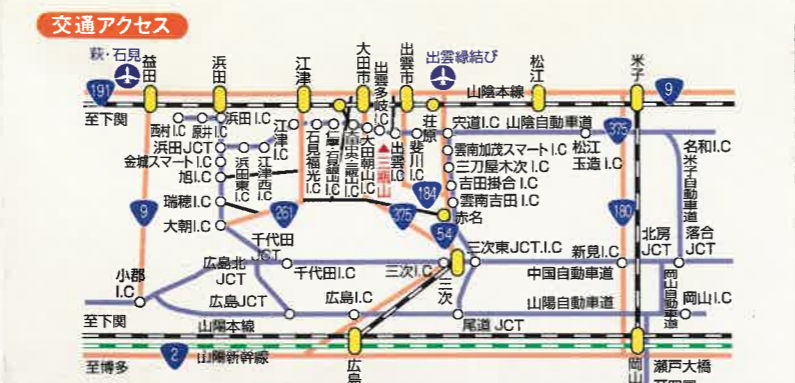 交通アクセス
萩・石見
益田
浜田
江津
大田市
出雲多岐I.C
出雲市
出雲縁結び
松江
米子
191
山陰本線
9
至下関
西村I.C
原井I.C
浜田I.C
江津I.C
荘原
宍道I.C
山陰自動車道
375
浜田JCT
浜田東I.C
江津西I.C
石見福光I.C
大田朝山I.C
出雲I.C
斐川I.C
雲南加茂スマートI.C
松江玉造I.C
名和I.C
米子自動車道
金城スマートI.C
三刀屋木次I.C
旭I.C
▲三瓶山
吉田掛合I.C
184
瑞穂I.C
雲南吉田I.C
9
261
375
赤名
180
大朝I.C
54
千代田JCT
三次東JCT.I.C
新見I.C
北房JCT
落合JCT
広島北JCT
千代田I.C
三次I.C
三次
中国自動車道
小郡I.C
岡山自動車道
広島JCT
広島I.C
山陽自動車道
岡山I.C
至下関
山陽本線
尾道JCT
至博多
2
山陽新幹線
広島
岡山
瀬戸大橋